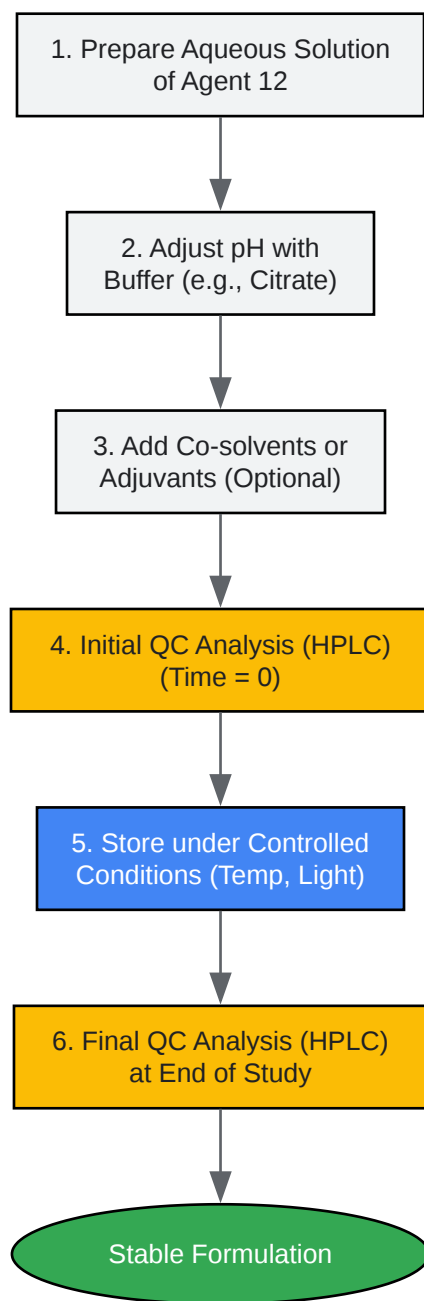 1. Prepare Aqueous Solution
of Agent 12
2. Adjust pH with
Buffer (e.g., Citrate)
3. Add Co-solvents or
Adjuvants (Optional)
4. Initial QC Analysis (HPLC)
(Time = 0)
5. Store under Controlled
Conditions (Temp, Light)
6. Final QC Analysis (HPLC)
at End of Study
Stable Formulation